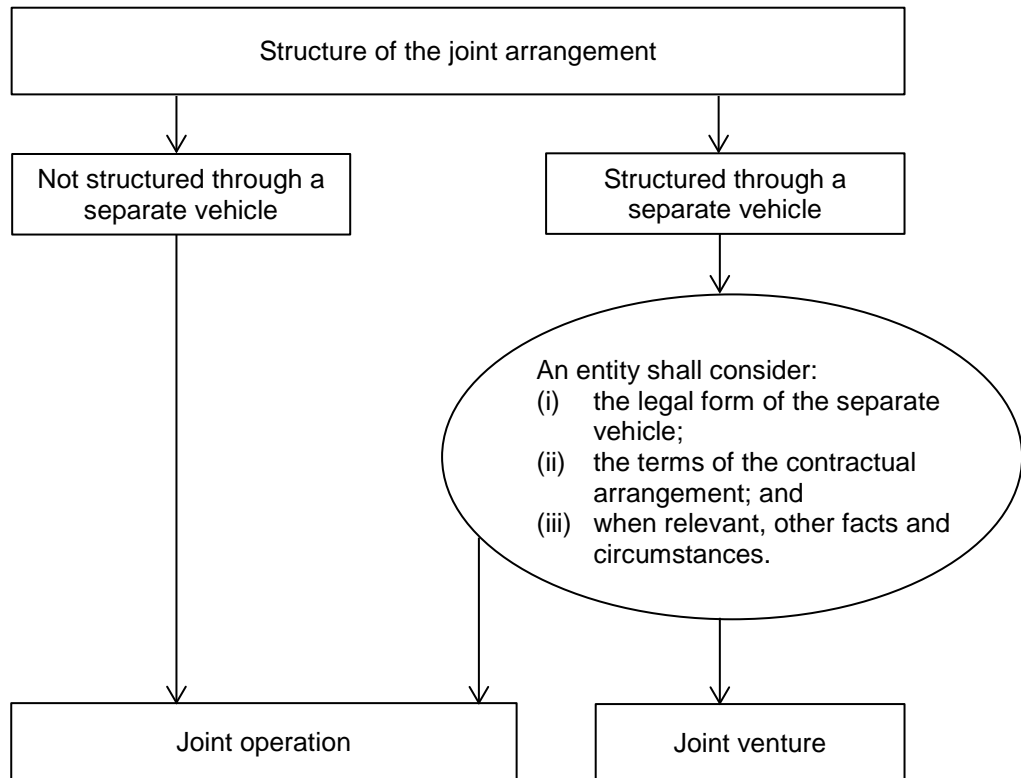 Structure of the joint arrangement
Not structured through a
separate vehicle
Structured through a
separate vehicle
An entity shall consider:
(i) the legal form of the separate
vehicle;
(ii) the terms of the contractual
arrangement; and
(iii) when relevant, other facts and
circumstances.
Joint operation
Joint venture